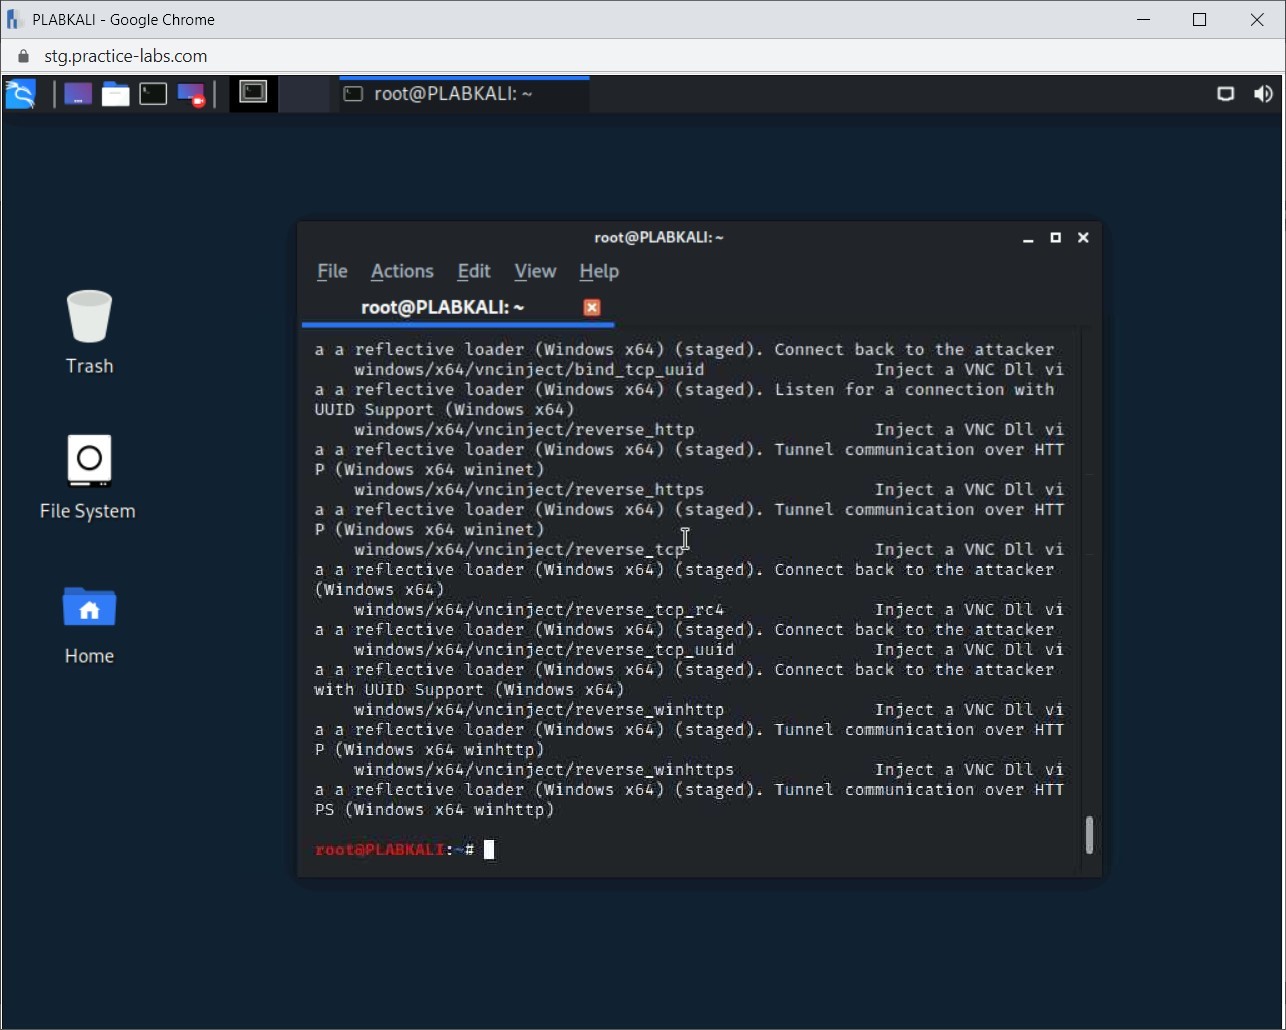 PLABKALI - Google Chrome
stg.practice-labs.com
root@PLABKALI: ~
root@PLABKALI: ~
File Actions Edit View Help
root@PLABKALI: ~
Trash
File System
Home
a a reflective loader (Windows x64) (staged). Connect back to the attacker
windows/x64/vncinject/bind_tcp_uuid Inject a VNC Dll vi
a a reflective loader (Windows x64) (staged). Listen for a connection with
UUID Support (Windows x64)
windows/x64/vncinject/reverse_http Inject a VNC Dll vi
a a reflective loader (Windows x64) (staged). Tunnel communication over HTT
P (Windows x64 wininet)
windows/x64/vncinject/reverse_https Inject a VNC Dll vi
a a reflective loader (Windows x64) (staged). Tunnel communication over HTT
P (Windows x64 wininet)
windows/x64/vncinject/reverse_tcp Inject a VNC Dll vi
a a reflective loader (Windows x64) (staged). Connect back to the attacker
(Windows x64)
windows/x64/vncinject/reverse_tcp_rc4 Inject a VNC Dll vi
a a reflective loader (Windows x64) (staged). Connect back to the attacker
windows/x64/vncinject/reverse_tcp_uuid Inject a VNC Dll vi
a a reflective loader (Windows x64) (staged). Connect back to the attacker
with UUID Support (Windows x64)
windows/x64/vncinject/reverse_winhttp Inject a VNC Dll vi
a a reflective loader (Windows x64) (staged). Tunnel communication over HTT
P (Windows x64 winhttp)
windows/x64/vncinject/reverse_winhttps Inject a VNC Dll vi
a a reflective loader (Windows x64) (staged). Tunnel communication over HTT
PS (Windows x64 winhttp)
root@PLABKALI:~#